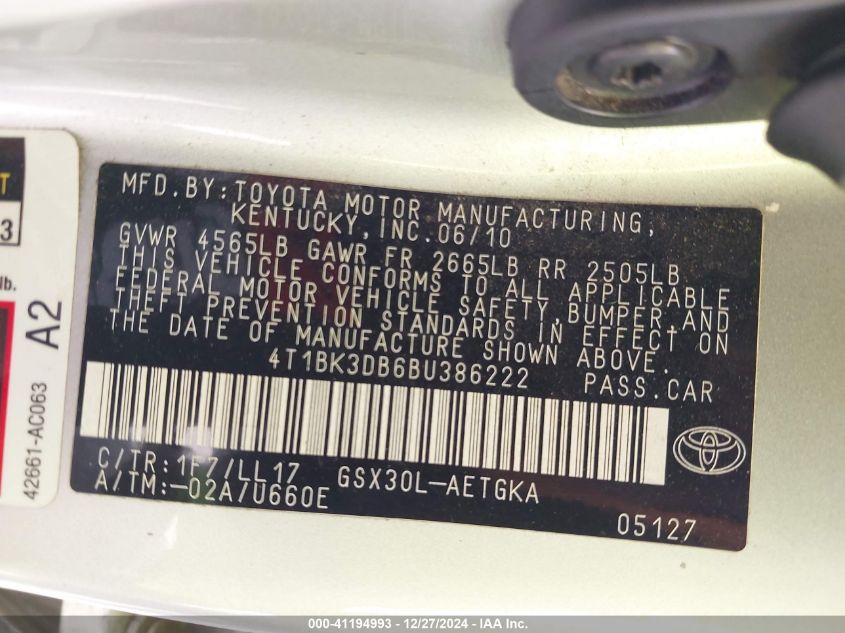 MFD.BY:TOYOTA MOTOR MANUFACTURING,
KENTUCKY,INC.06/10
GVWR 4565LB GAWR FR 2665LB RR 2505LB
THIS VEHICLE CONFORMS TO ALL APPLICABLE
FEDERAL MOTOR VEHICLE SAFETY,BUMPER,AND
THEFT PREVENTION STANDARDS IN EFFECT ON
THE DATE OF MANUFACTURE SHOWN ABOVE.
4T1BK3DB6BU386222 PASS.CAR
C/TR:1F7/LL17 GSX30L-AETGKA
A/TM:-02A/U660E
05127
T
3
lb.
A2
42661-AC063
000-41194993 - 12/27/2024 - IAA Inc.